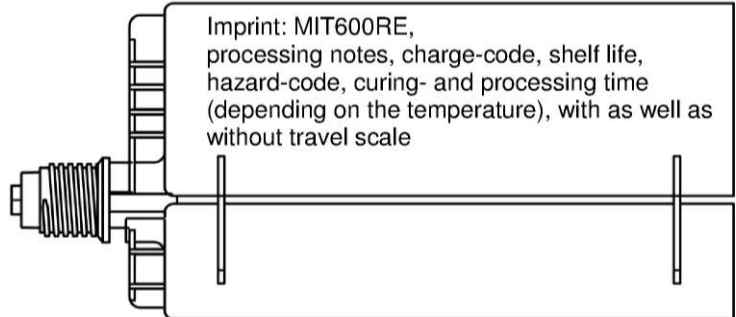 Imprint: MIT600RE,
processing notes, charge-code, shelf life,
hazard-code, curing- and processing time
(depending on the temperature), with as well as
without travel scale